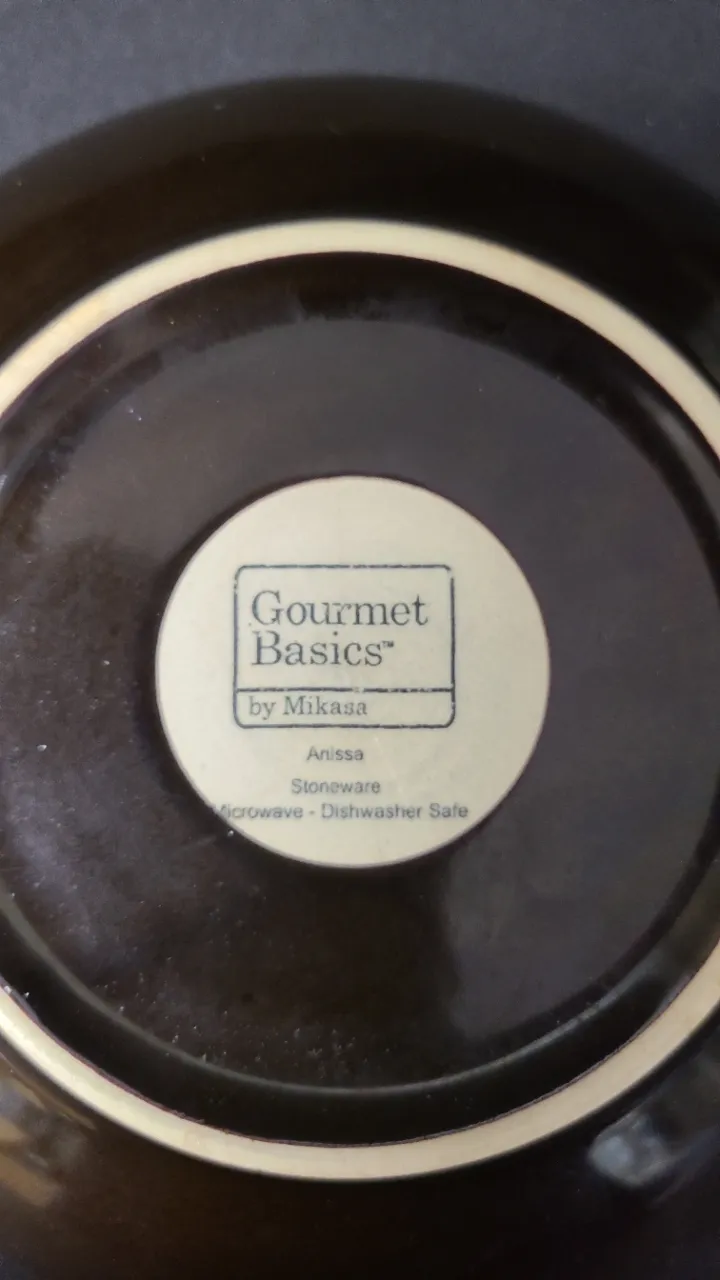 Gourmet
Basics™
by Mikasa
Anissa
Stoneware
Microwave - Dishwasher Safe